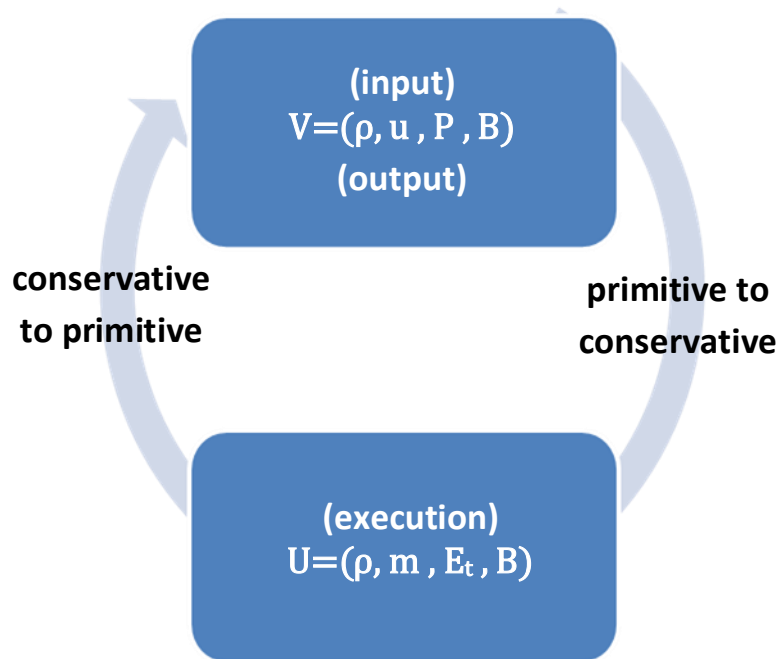 (input)
V=(ρ, u , P , B)
(output)
conservative
to primitive
primitive to
conservative
(execution)
U=(ρ, m , Eₜ , B)